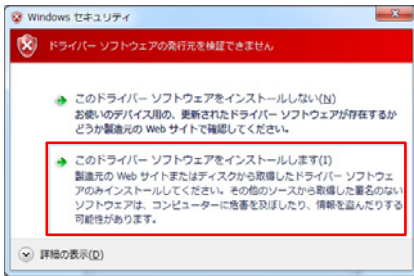 Windows セキュリティ
ドライバー ソフトウェアの発行元を検証できません
このドライバー ソフトウェアをインストールしない(N)
お使いのデバイス用の、更新されたドライバー ソフトウェアが存在するか
どうか製造元の Web サイトで確認してください。
このドライバー ソフトウェアをインストールします(I)
製造元の Web サイトまたはディスクから取得したドライバー ソフトウェ
アのみインストールしてください。その他のソースから取得した署名のない
ソフトウェアは、コンピューターに危害を及ぼしたり、情報を盗んだりする
可能性があります。
詳細の表示(D)